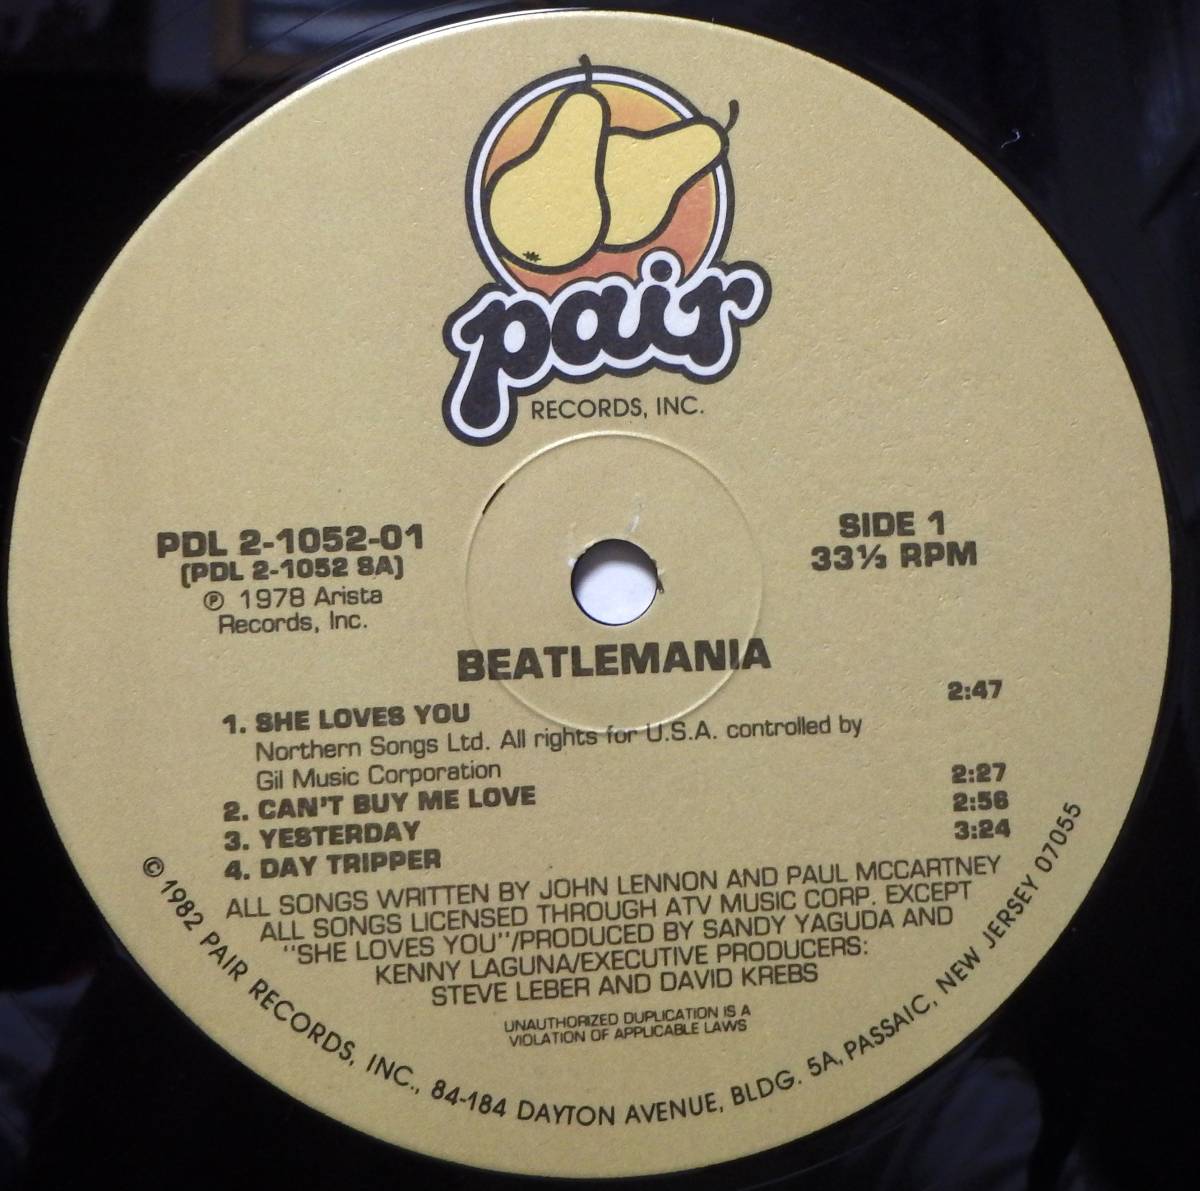 pair
RECORDS, INC.
PDL 2-1052-01
(PDL 2-1052 SA)
℗ 1978 Arista
Records, Inc.
SIDE 1
33⅓ RPM
BEATLEMANIA
1. SHE LOVES YOU 2:47
Northern Songs Ltd. All rights for U.S.A. controlled by
Gil Music Corporation
2. CAN'T BUY ME LOVE 2:27
3. YESTERDAY 2:56
4. DAY TRIPPER 3:24
ALL SONGS WRITTEN BY JOHN LENNON AND PAUL MCCARTNEY
ALL SONGS LICENSED THROUGH ATV MUSIC CORP. EXCEPT
"SHE LOVES YOU"/PRODUCED BY SANDY YAGUDA AND
KENNY LAGUNA/EXECUTIVE PRODUCERS:
STEVE LEBER AND DAVID KREBS
UNAUTHORIZED DUPLICATION IS A
VIOLATION OF APPLICABLE LAWS
© 1982 PAIR RECORDS, INC., 84-184 DAYTON AVENUE, BLDG. 5A, PASSAIC, NEW JERSEY 07055